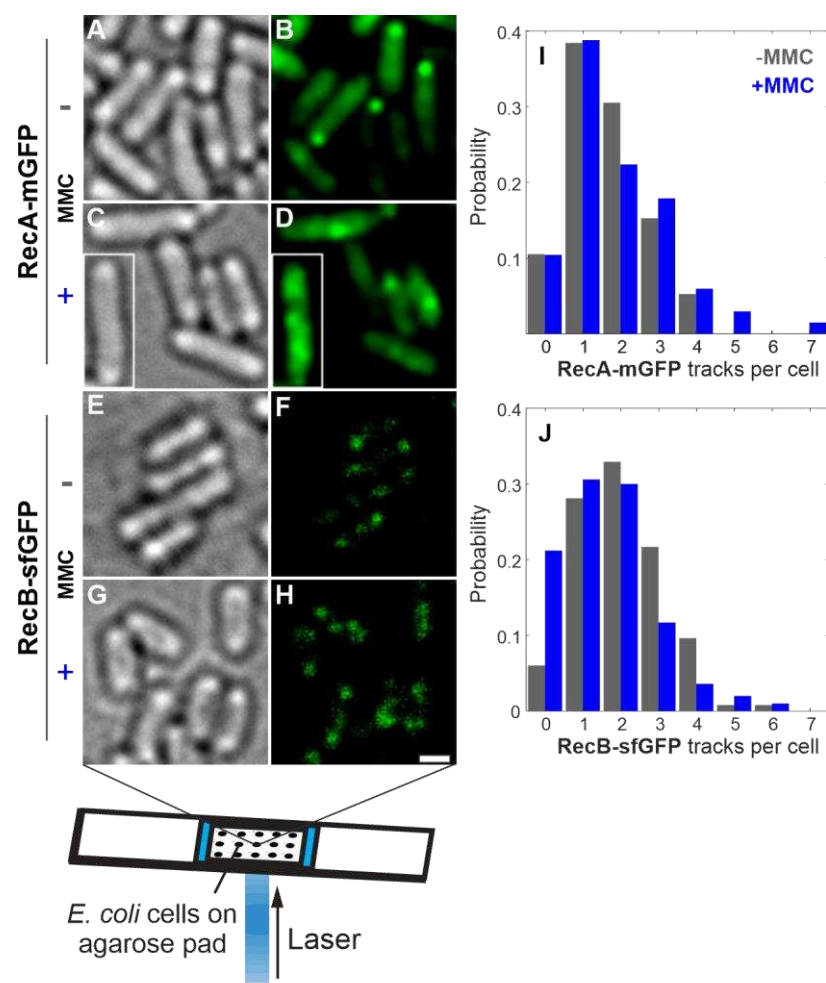 RecA-mGFP
MMC
-
+
A
B
C
D
RecB-sfGFP
MMC
-
+
E
F
G
H
E. coli cells on
agarose pad
Laser
I
-MMC
+MMC
Probability
0.4
0.3
0.2
0.1
0 1 2 3 4 5 6 7
RecA-mGFP tracks per cell
J
Probability
0.4
0.3
0.2
0.1
0
0 1 2 3 4 5 6 7
RecB-sfGFP tracks per cell